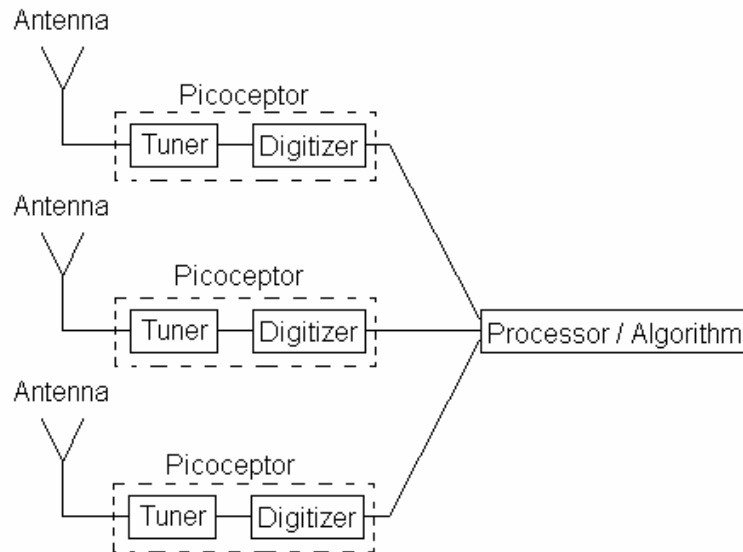 Antenna
Picoceptor
Tuner
Digitizer
Antenna
Picoceptor
Tuner
Digitizer
Processor / Algorithm
Antenna
Picoceptor
Tuner
Digitizer